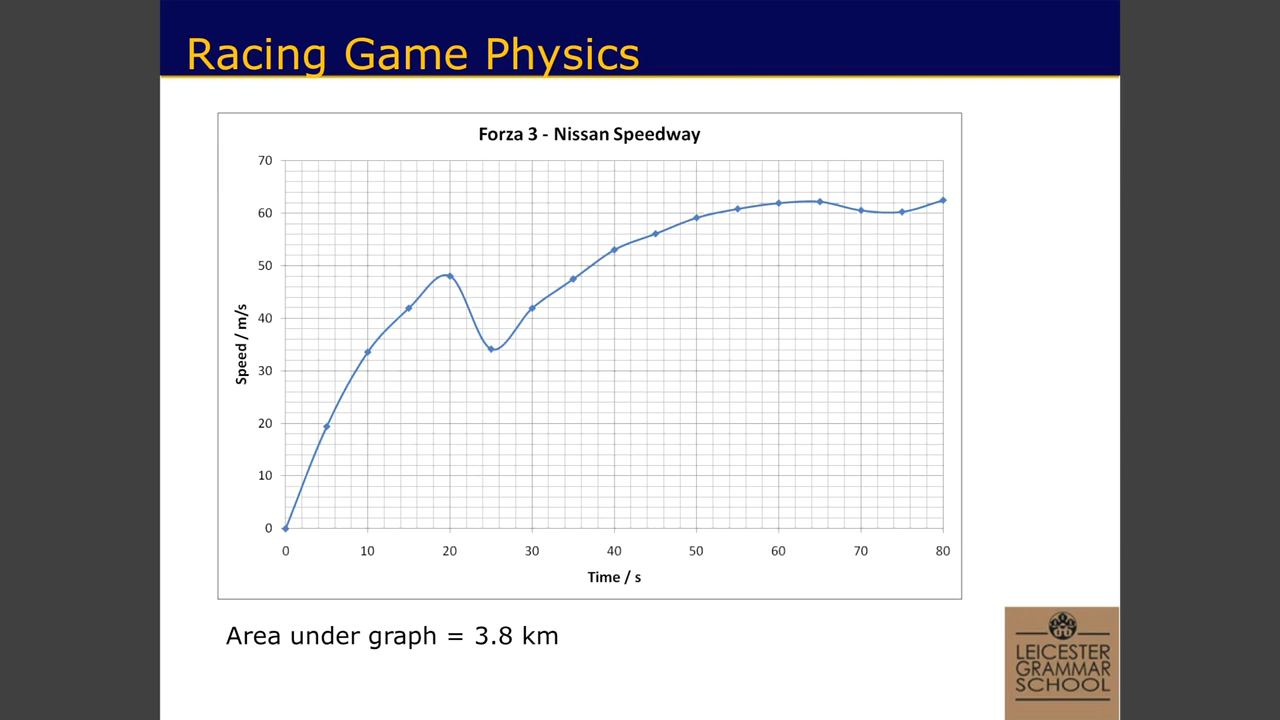 Racing Game Physics
Forza 3 - Nissan Speedway
70
60
50
40
30
20
10
0
Speed / m/s
0 10 20 30 40 50 60 70 80
Time / s
Area under graph = 3.8 km
LEICESTER
GRAMMAR
SCHOOL